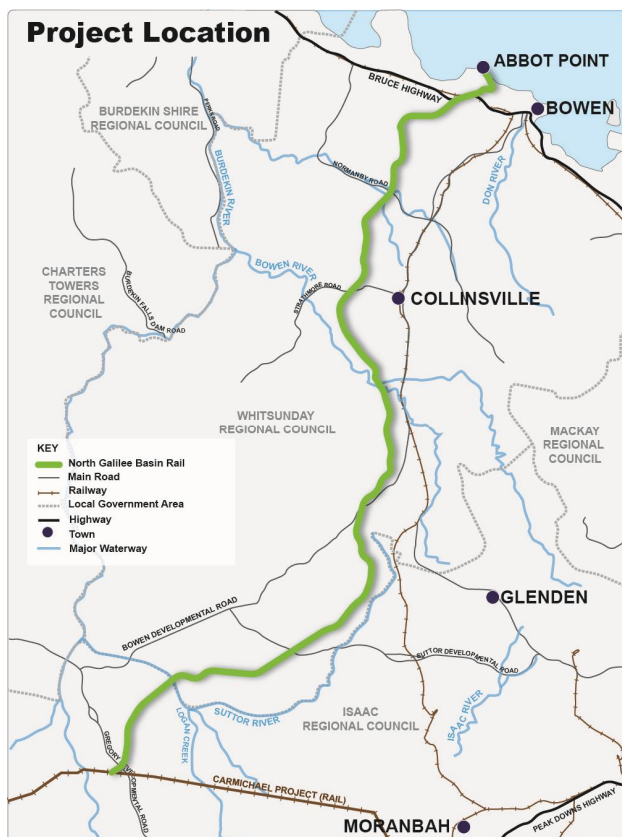 Project Location
ABBOT POINT
BRUCE HIGHWAY
BOWEN
BURDEKIN SHIRE
REGIONAL COUNCIL
BURDEKIN RIVER
NORMANBY ROAD
DON RIVER
BOWEN RIVER
CHARTERS
TOWERS
REGIONAL
COUNCIL
BURDEKIN FALLS DAM ROAD
STRATHMORE ROAD
COLLINSVILLE
WHITSUNDAY
REGIONAL COUNCIL
MACKAY
REGIONAL
COUNCIL
KEY
North Galilee Basin Rail
Main Road
Railway
Local Government Area
Highway
Town
Major Waterway
GLENDEN
BOWEN DEVELOPMENTAL ROAD
SUTTOR DEVELOPMENTAL ROAD
SUTTOR RIVER
ISAAC RIVER
ISAAC
REGIONAL COUNCIL
LOGAN CREEK
GREGORY DEVELOPMENTAL ROAD
CARMICHAEL PROJECT (RAIL)
MORANBAH
PEAK DOWNS HIGHWAY